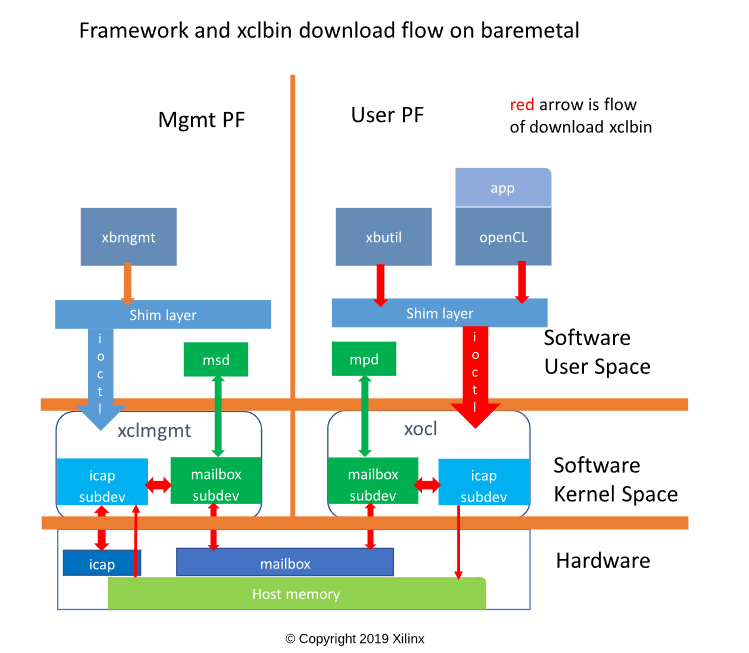 Framework and xclbin download flow on baremetal
Mgmt PF
User PF
red arrow is flow
of download xclbin
app
xbmgmt
xbutil
openCL
Shim layer
Shim layer
ioctl
ioctl
Software
User Space
msd
mpd
xclmgmt
xocl
icap
subdev
mailbox
subdev
mailbox
subdev
icap
subdev
Software
Kernel Space
icap
mailbox
Hardware
Host memory
© Copyright 2019 Xilinx